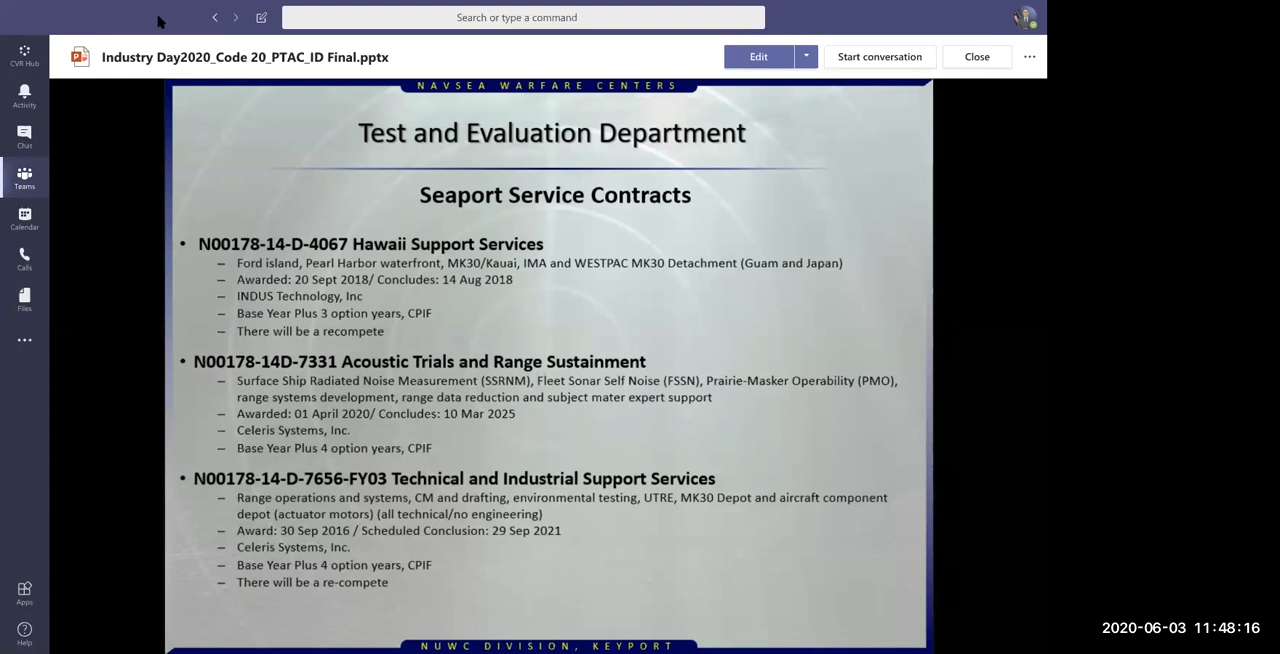 Search or type a command
CVR Hub
Activity
Chat
Teams
Calendar
Calls
Files
Apps
Help
Industry Day2020_Code 20_PTAC_ID Final.pptx
Edit
Start conversation
Close
NAVSEA WARFARE CENTERS
Test and Evaluation Department
Seaport Service Contracts
• N00178-14-D-4067 Hawaii Support Services
– Ford island, Pearl Harbor waterfront, MK30/Kauai, IMA and WESTPAC MK30 Detachment (Guam and Japan)
– Awarded: 20 Sept 2018/ Concludes: 14 Aug 2018
– INDUS Technology, Inc
– Base Year Plus 3 option years, CPIF
– There will be a recompete
• N00178-14D-7331 Acoustic Trials and Range Sustainment
– Surface Ship Radiated Noise Measurement (SSRNM), Fleet Sonar Self Noise (FSSN), Prairie-Masker Operability (PMO),
range systems development, range data reduction and subject mater expert support
– Awarded: 01 April 2020/ Concludes: 10 Mar 2025
– Celeris Systems, Inc.
– Base Year Plus 4 option years, CPIF
• N00178-14-D-7656-FY03 Technical and Industrial Support Services
– Range operations and systems, CM and drafting, environmental testing, UTRE, MK30 Depot and aircraft component
depot (actuator motors) (all technical/no engineering)
– Award: 30 Sep 2016 / Scheduled Conclusion: 29 Sep 2021
– Celeris Systems, Inc.
– Base Year Plus 4 option years, CPIF
– There will be a re-compete
NUWC DIVISION, KEYPORT
2020-06-03 11:48:16